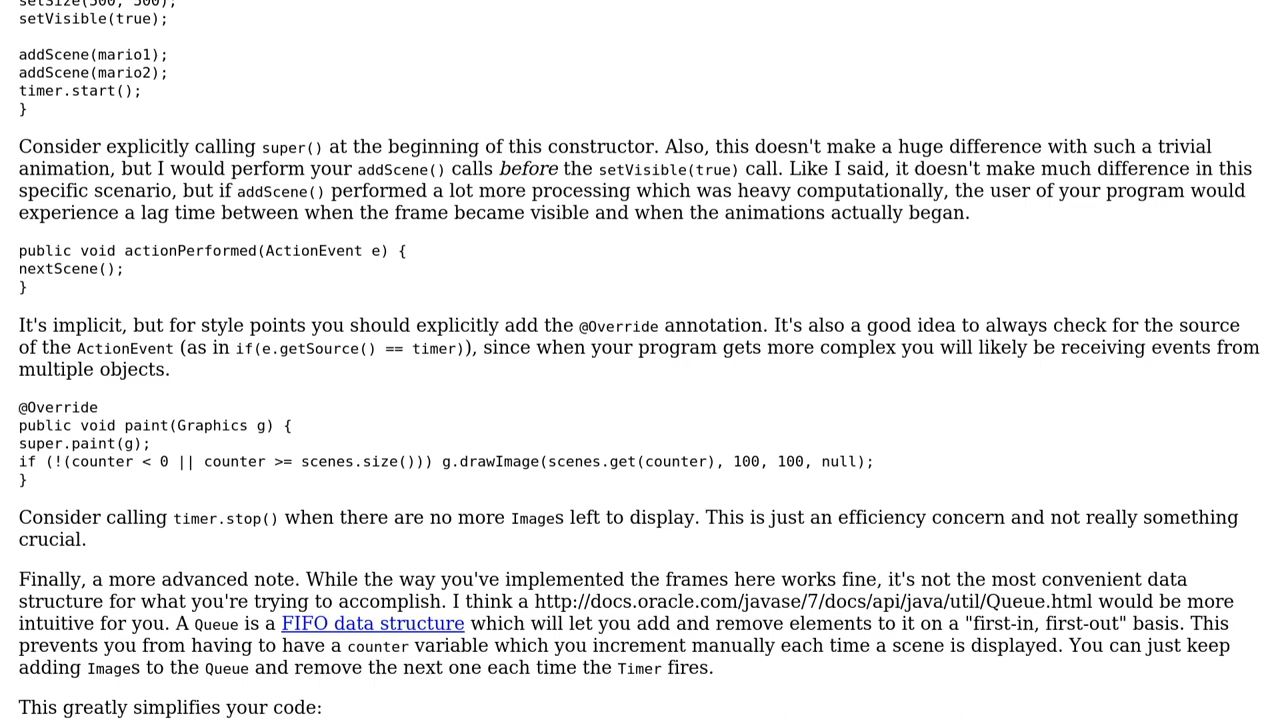 setSize(500, 500);
setVisible(true);
addScene(mario1);
addScene(mario2);
timer.start();
}
Consider explicitly calling super() at the beginning of this constructor. Also, this doesn't make a huge difference with such a trivial
animation, but I would perform your addScene() calls before the setVisible(true) call. Like I said, it doesn't make much difference in this
specific scenario, but if addScene() performed a lot more processing which was heavy computationally, the user of your program would
experience a lag time between when the frame became visible and when the animations actually began.
public void actionPerformed(ActionEvent e) {
nextScene();
}
It's implicit, but for style points you should explicitly add the @Override annotation. It's also a good idea to always check for the source
of the ActionEvent (as in if(e.getSource() == timer)), since when your program gets more complex you will likely be receiving events from
multiple objects.
@Override
public void paint(Graphics g) {
super.paint(g);
if (!(counter < 0 || counter >= scenes.size())) g.drawImage(scenes.get(counter), 100, 100, null);
}
Consider calling timer.stop() when there are no more Images left to display. This is just an efficiency concern and not really something
crucial.
Finally, a more advanced note. While the way you've implemented the frames here works fine, it's not the most convenient data
structure for what you're trying to accomplish. I think a http://docs.oracle.com/javase/7/docs/api/java/util/Queue.html would be more
intuitive for you. A Queue is a FIFO data structure which will let you add and remove elements to it on a "first-in, first-out" basis. This
prevents you from having to have a counter variable which you increment manually each time a scene is displayed. You can just keep
adding Images to the Queue and remove the next one each time the Timer fires.
This greatly simplifies your code: